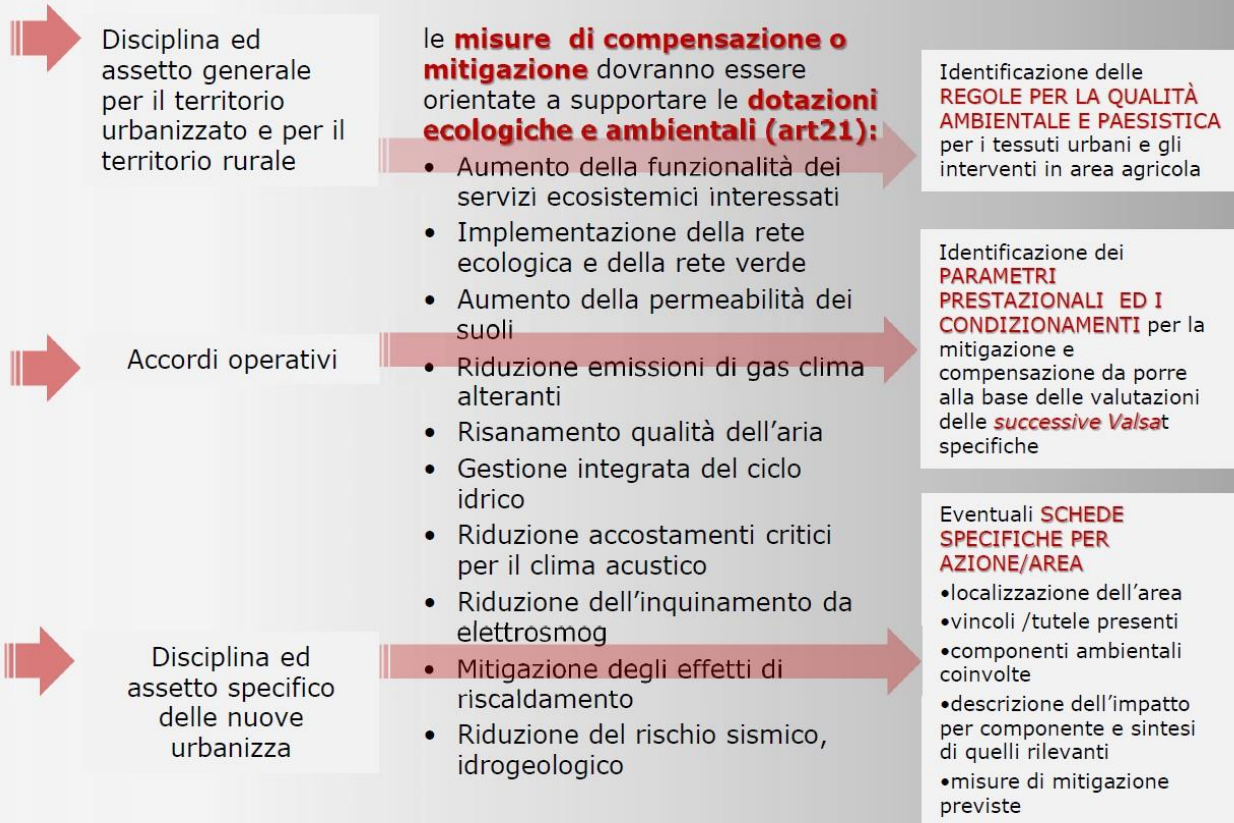 Disciplina ed
assetto generale
per il territorio
urbanizzato e per il
territorio rurale
le misure di compensazione o
mitigazione dovranno essere
orientate a supportare le dotazioni
ecologiche e ambientali (art21):
• Aumento della funzionalità dei
servizi ecosistemici interessati
• Implementazione della rete
ecologica e della rete verde
• Aumento della permeabilità dei
suoli
• Riduzione emissioni di gas clima
alteranti
• Risanamento qualità dell'aria
• Gestione integrata del ciclo
idrico
• Riduzione accostamenti critici
per il clima acustico
• Riduzione dell'inquinamento da
elettrosmog
• Mitigazione degli effetti di
riscaldamento
• Riduzione del rischio sismico,
idrogeologico
Identificazione delle
REGOLE PER LA QUALITÀ
AMBIENTALE E PAESISTICA
per i tessuti urbani e gli
interventi in area agricola
Accordi operativi
Identificazione dei
PARAMETRI
PRESTAZIONALI ED I
CONDIZIONAMENTI per la
mitigazione e
compensazione da porre
alla base delle valutazioni
delle successive Valsat
specifiche
Disciplina ed
assetto specifico
delle nuove
urbanizza
Eventuali SCHEDE
SPECIFICHE PER
AZIONE/AREA
•localizzazione dell'area
•vincoli /tutele presenti
•componenti ambientali
coinvolte
•descrizione dell'impatto
per componente e sintesi
di quelli rilevanti
•misure di mitigazione
previste